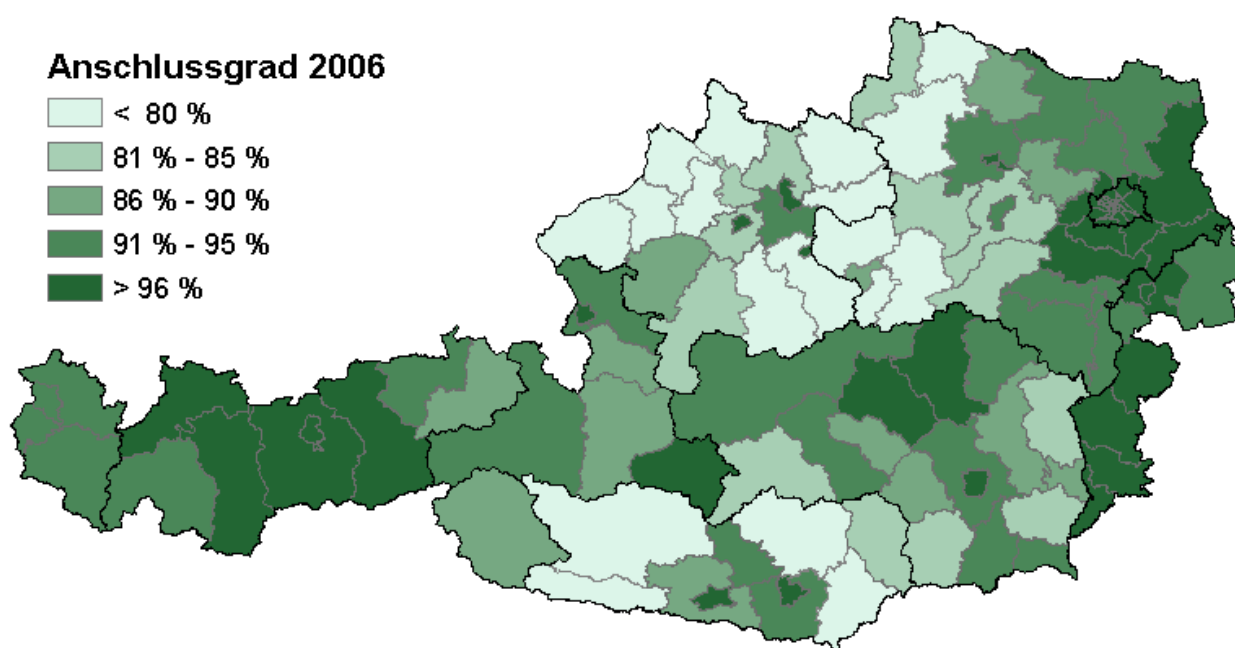 Anschlussgrad 2006
< 80 %
81 % - 85 %
86 % - 90 %
91 % - 95 %
> 96 %